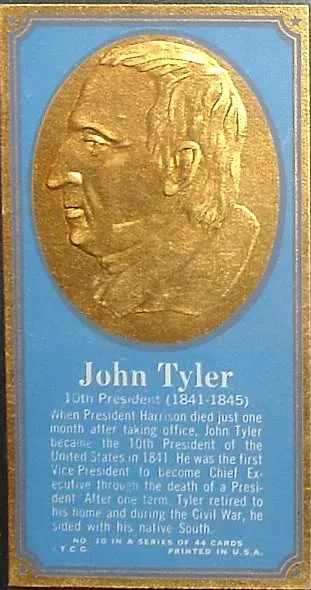 John Tyler
10th President (1841-1845)
When President Harrison died just one
month after taking office, John Tyler
became the 10th President of the
United States in 1841. He was the first
Vice President to become Chief Ex-
ecutive through the death of a Presi-
dent. After one term, Tyler retired to
his home and during the Civil War, he
sided with his native South.
NO. 10 IN A SERIES OF 44 CARDS
T.C.G. PRINTED IN U.S.A.